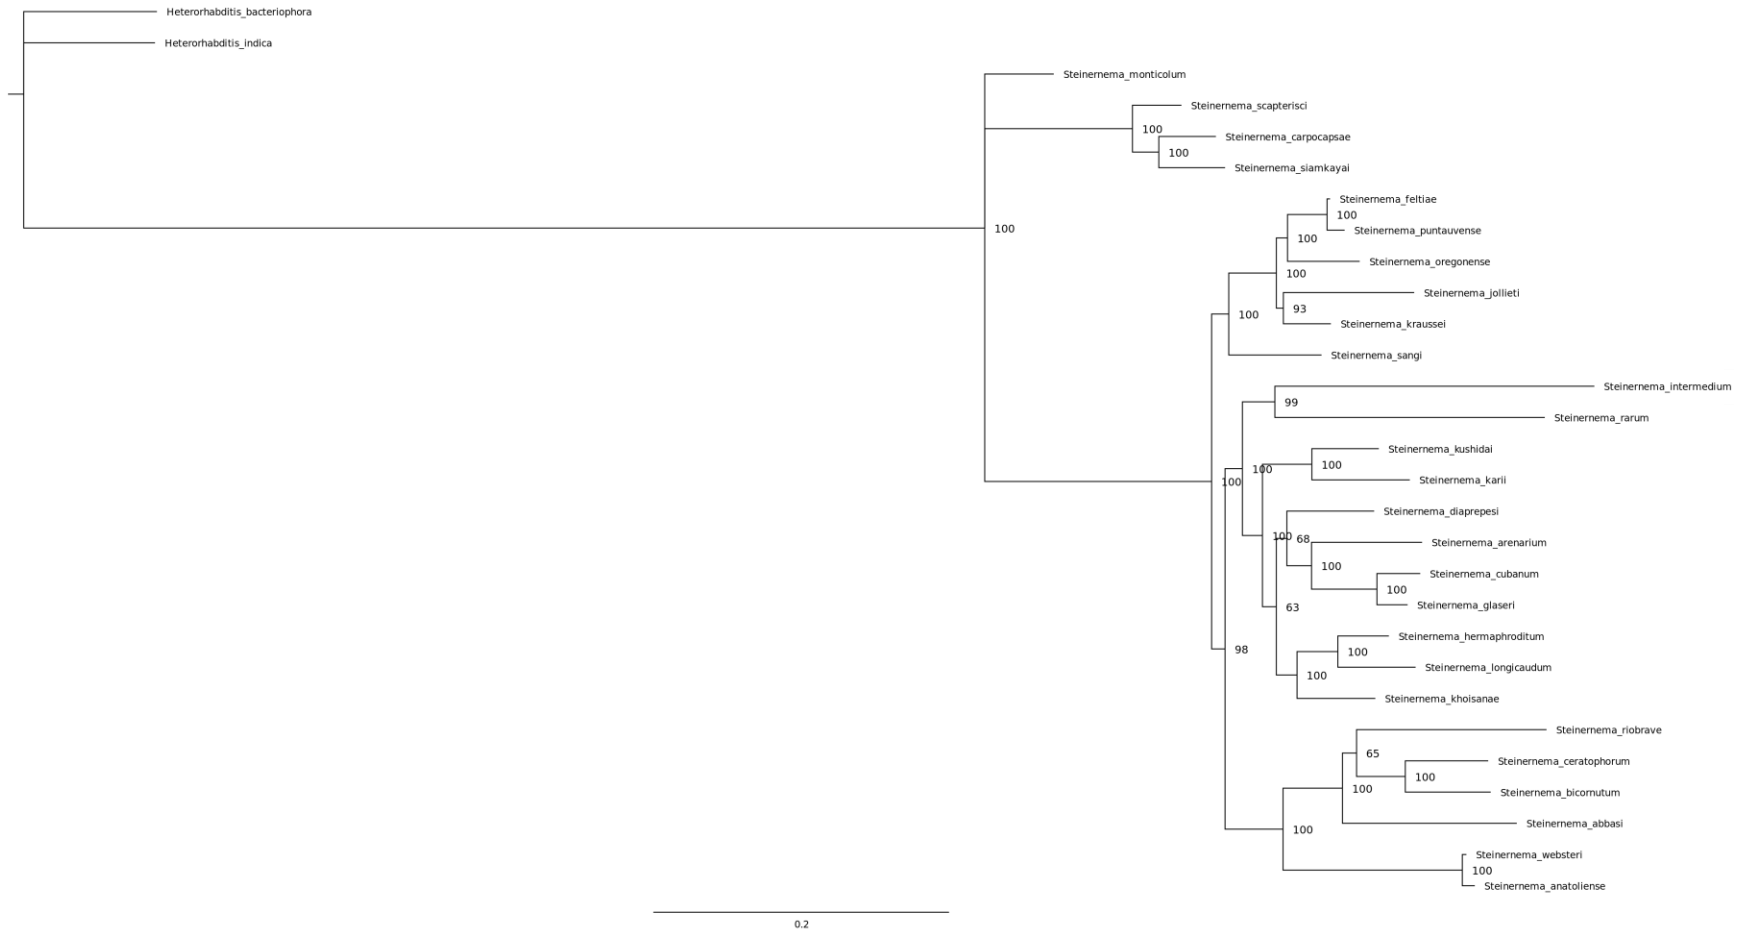 Heterorhabditis_bacteriophora
Heterorhabditis_indica
Steinernema_monticolum
Steinernema_scapterisci
100
Steinernema_carpocapsae
100
Steinernema_siamkayai
Steinernema_feltiae
100
Steinernema_puntauvense
100
100
Steinernema_oregonense
100
Steinernema_jollieti
93
100
Steinernema_kraussei
Steinernema_sangi
Steinernema_intermedium
99
Steinernema_rarum
Steinernema_kushidai
100
100
Steinernema_karii
100
Steinernema_diaprepesi
100
68
Steinernema_arenarium
100
Steinernema_cubanum
100
Steinernema_glaseri
63
Steinernema_hermaphroditum
98
100
Steinernema_longicaudum
100
Steinernema_khoisanae
Steinernema_riobrave
65
Steinernema_ceratophorum
100
100
Steinernema_bicornutum
Steinernema_abbasi
100
Steinernema_websteri
100
Steinernema_anatoliense
0.2